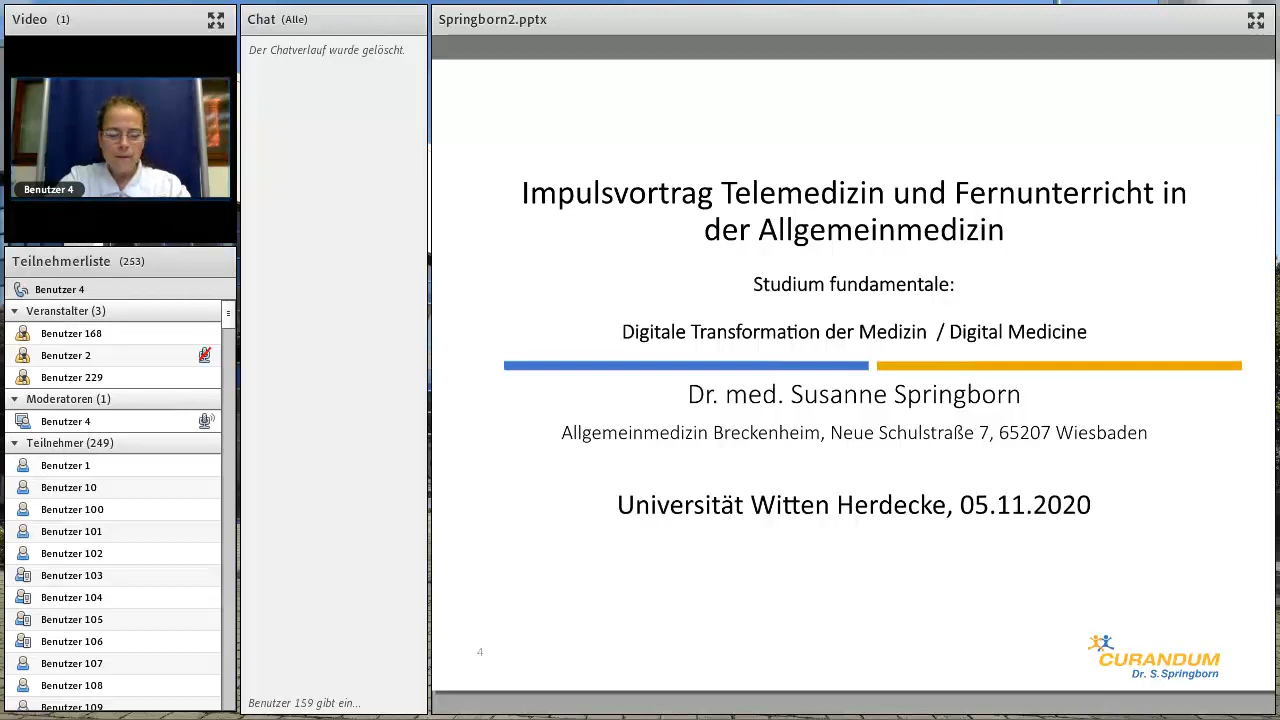 Video (1)
Benutzer 4
Teilnehmerliste (253)
Benutzer 4
Veranstalter (3)
Benutzer 168
Benutzer 2
Benutzer 229
Moderatoren (1)
Benutzer 4
Teilnehmer (249)
Benutzer 1
Benutzer 10
Benutzer 100
Benutzer 101
Benutzer 102
Benutzer 103
Benutzer 104
Benutzer 105
Benutzer 106
Benutzer 107
Benutzer 108
Benutzer 109
Chat (Alle)
Der Chatverlauf wurde gelöscht.
Benutzer 159 gibt ein...
Springborn2.pptx
Impulsvortrag Telemedizin und Fernunterricht in
der Allgemeinmedizin
Studium fundamentale:
Digitale Transformation der Medizin / Digital Medicine
Dr. med. Susanne Springborn
Allgemeinmedizin Breckenheim, Neue Schulstraße 7, 65207 Wiesbaden
Universität Witten Herdecke, 05.11.2020
4
CURANDUM
Dr. S. Springborn